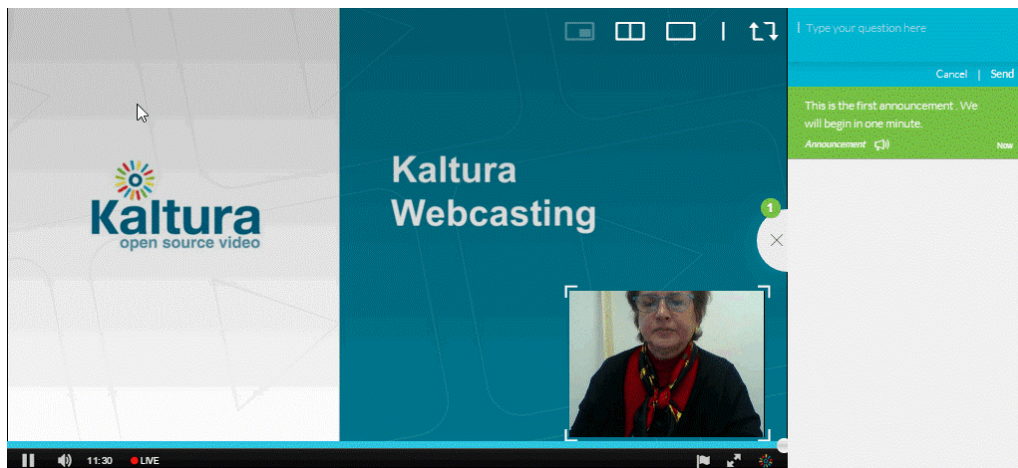 Kaltura
open source video
Kaltura
Webcasting
1
Type your question here
Cancel | Send
This is the first announcement . We
will begin in one minute.
Announcement
Now
11:30
LIVE